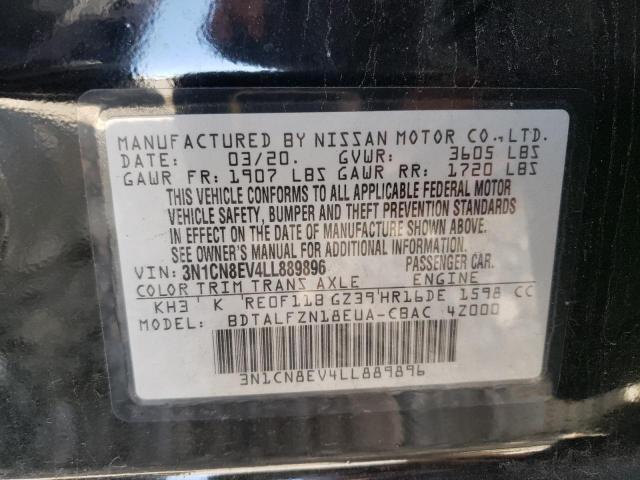 MANUFACTURED BY NISSAN MOTOR CO., LTD.
DATE: 03/20. GVWR: 3605 LBS
GAWR FR: 1907 LBS GAWR RR: 1720 LBS
THIS VEHICLE CONFORMS TO ALL APPLICABLE FEDERAL MOTOR
VEHICLE SAFETY, BUMPER AND THEFT PREVENTION STANDARDS
IN EFFECT ON THE DATE OF MANUFACTURE SHOWN ABOVE.
SEE OWNER'S MANUAL FOR ADDITIONAL INFORMATION.
VIN: 3N1CN8EV4LL889896 PASSENGER CAR.
COLOR TRIM TRANS AXLE ENGINE
KH3 K RE0F11B GZ39 HR16DE 1598 CC
MODEL: BDTALFZN18EUA-CBAC 4Z000
3N1CN8EV4LL889896